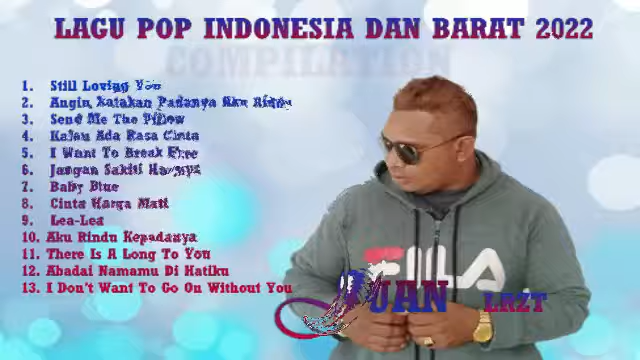 LAGU POP INDONESIA DAN BARAT 2022
COMPILATION
1. Still Loving You
2. Angin, Katakan Padanya Aku Rindu
3. Send Me The Pillow
4. Kalau Ada Rasa Cinta
5. I Want To Break Free
6. Jangan Sakiti Hatinya
7. Baby Blue
8. Cinta Harga Mati
9. Lea-Lea
10. Aku Rindu Kepadanya
11. There Is A Long To You
12. Abadai Namamu Di Hatiku
13. I Don't Want To Go On Without You
FILA
JUAN LRZT